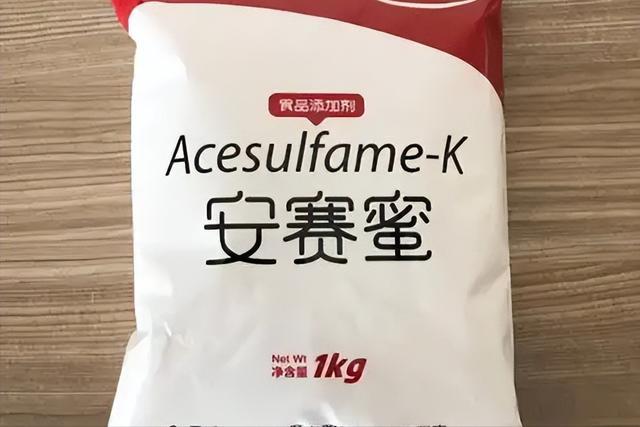 食品添加剂
Acesulfame-K
安赛蜜
Net Wt
净含量 1kg